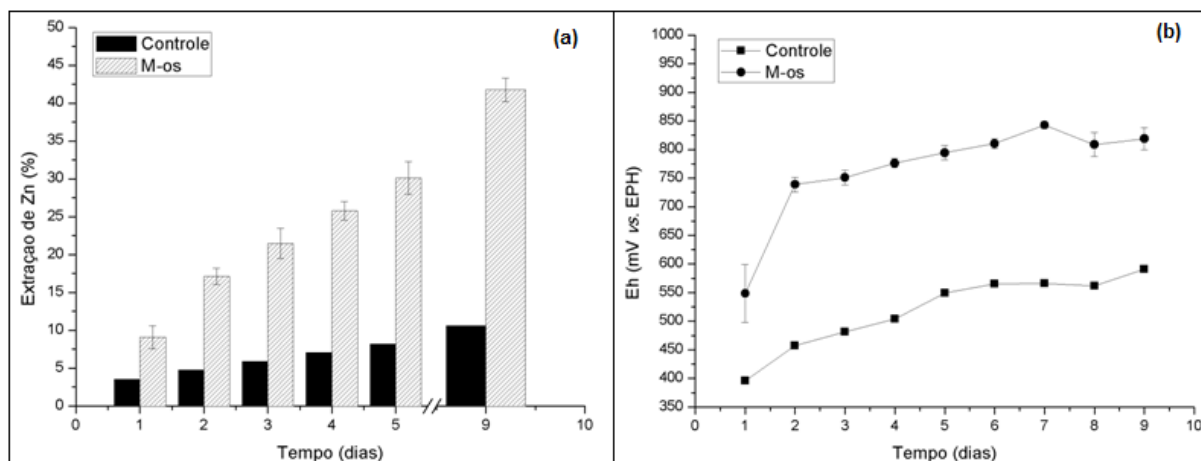 (a)
Controle
M-os
50
45
40
35
30
25
20
15
10
5
0
Extraçao de Zn (%)
0 1 2 3 4 5 9 10
Tempo (dias)
(b)
Controle
M-os
1000
950
900
850
800
750
700
650
600
550
500
450
400
350
Eh (mV vs. EPH)
0 1 2 3 4 5 6 7 8 9 10
Tempo (dias)